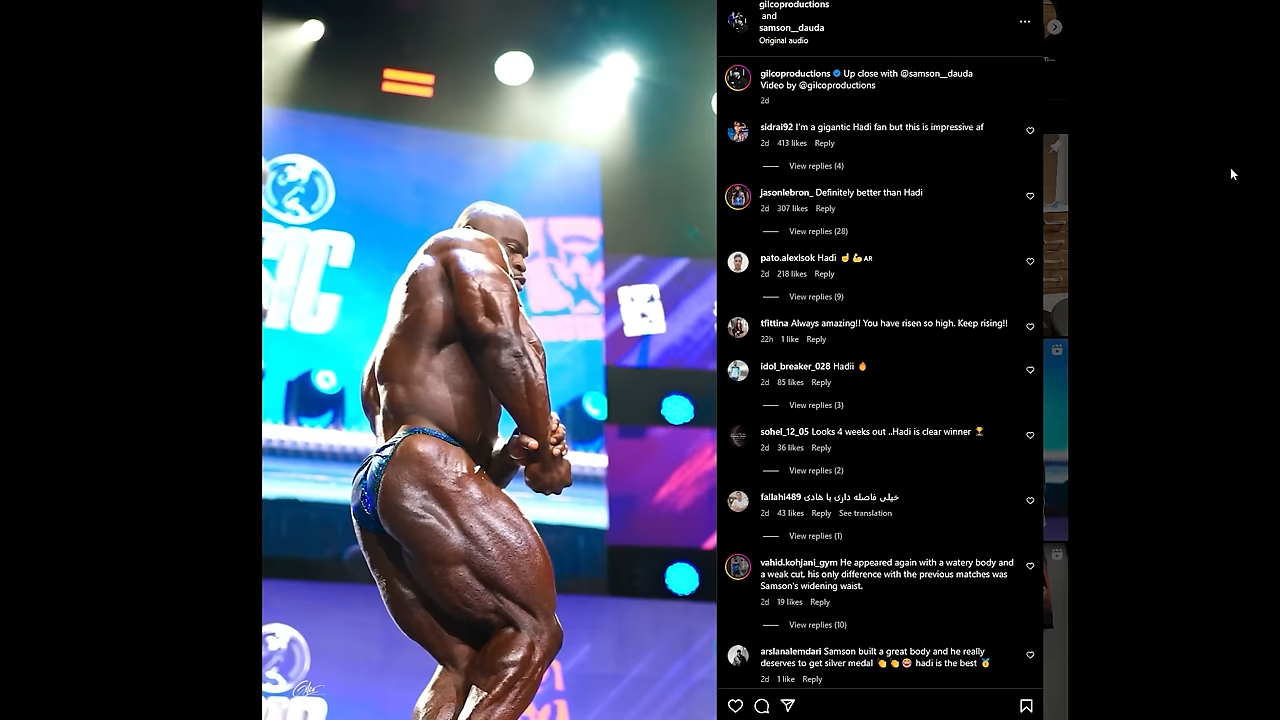 gilcoproductions
and
samson__dauda
Original audio
gilcoproductions Up close with @samson__dauda
Video by @gilcoproductions
2d
sidrai92 I'm a gigantic Hadi fan but this is impressive af
2d 413 likes Reply
View replies (4)
jasonlebron_ Definitely better than Hadi
2d 307 likes Reply
View replies (28)
pato.alexisok Hadi ☝️💪🇦🇷
2d 218 likes Reply
View replies (9)
tfittina Always amazing!! You have risen so high. Keep rising!!
22h 1 like Reply
idol_breaker_028 Hadii 🔥
2d 85 likes Reply
View replies (3)
sohel_12_05 Looks 4 weeks out ..Hadi is clear winner 🏆
2d 36 likes Reply
View replies (2)
fallahi489 خیلی فاصله داری با هادی
2d 43 likes Reply See translation
View replies (1)
vahid.kohjani_gym He appeared again with a watery body and
a weak cut, his only difference with the previous matches was
Samson's widening waist.
2d 19 likes Reply
View replies (10)
arslanalemdari Samson built a great body and he really
deserves to get silver medal 👏👏😍 hadi is the best 🥇
2d 1 like Reply